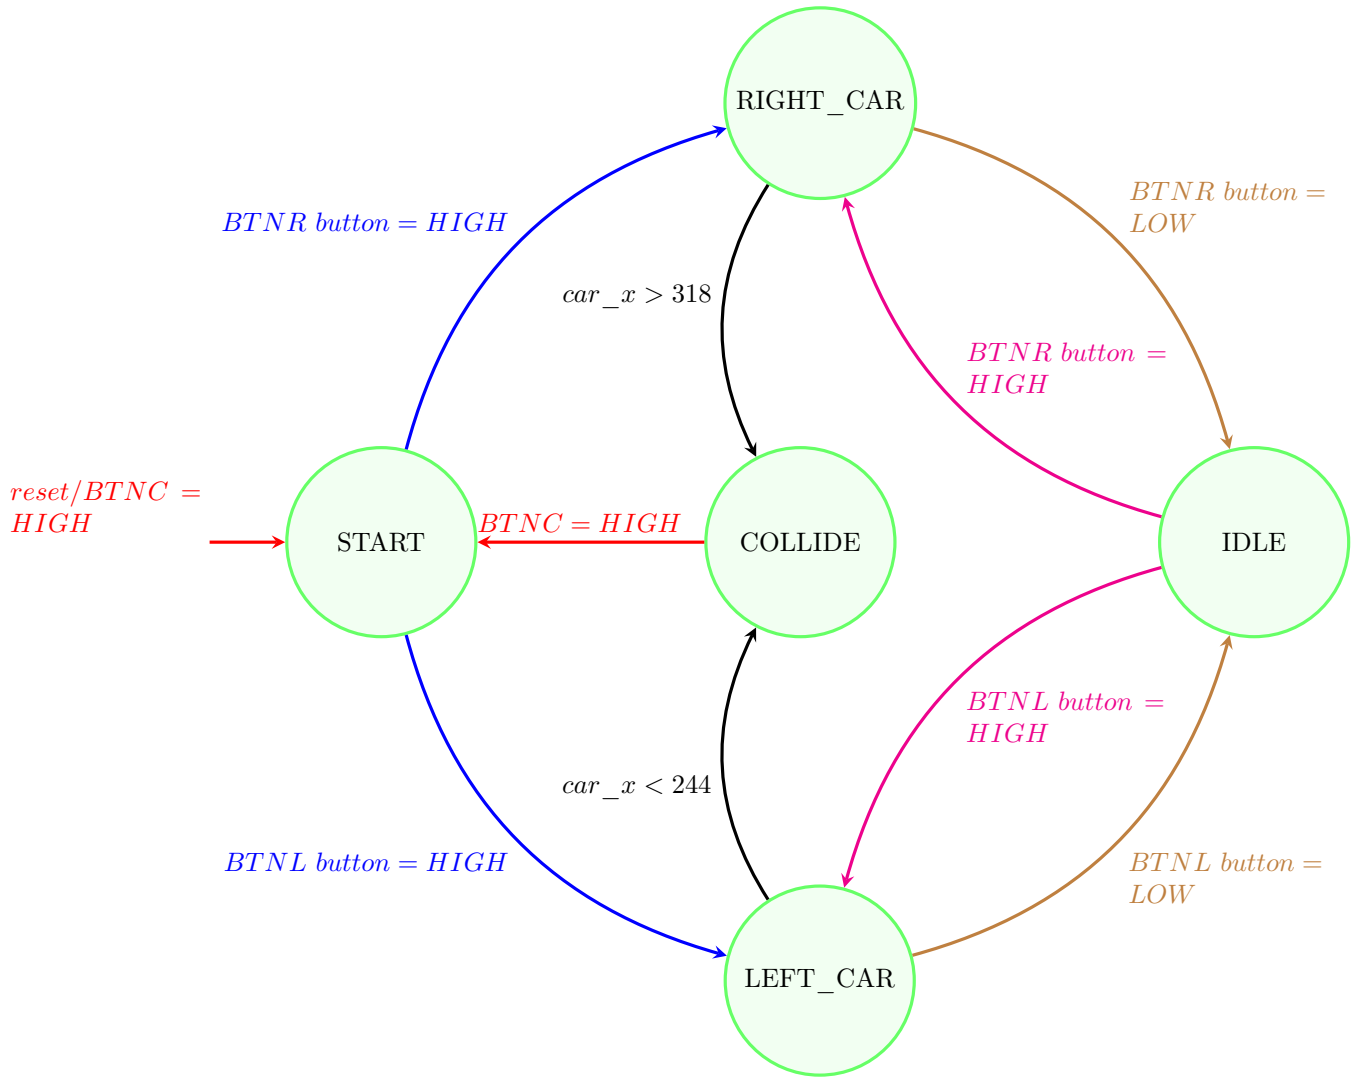 RIGHT_CAR
BTNR button =
LOW
BTNR button = HIGH
car_x > 318
BTNR button =
HIGH
reset/BTNC =
HIGH
START
BTNC = HIGH
COLLIDE
IDLE
BTNL button =
HIGH
car_x < 244
BTNL button = HIGH
BTNL button =
LOW
LEFT_CAR